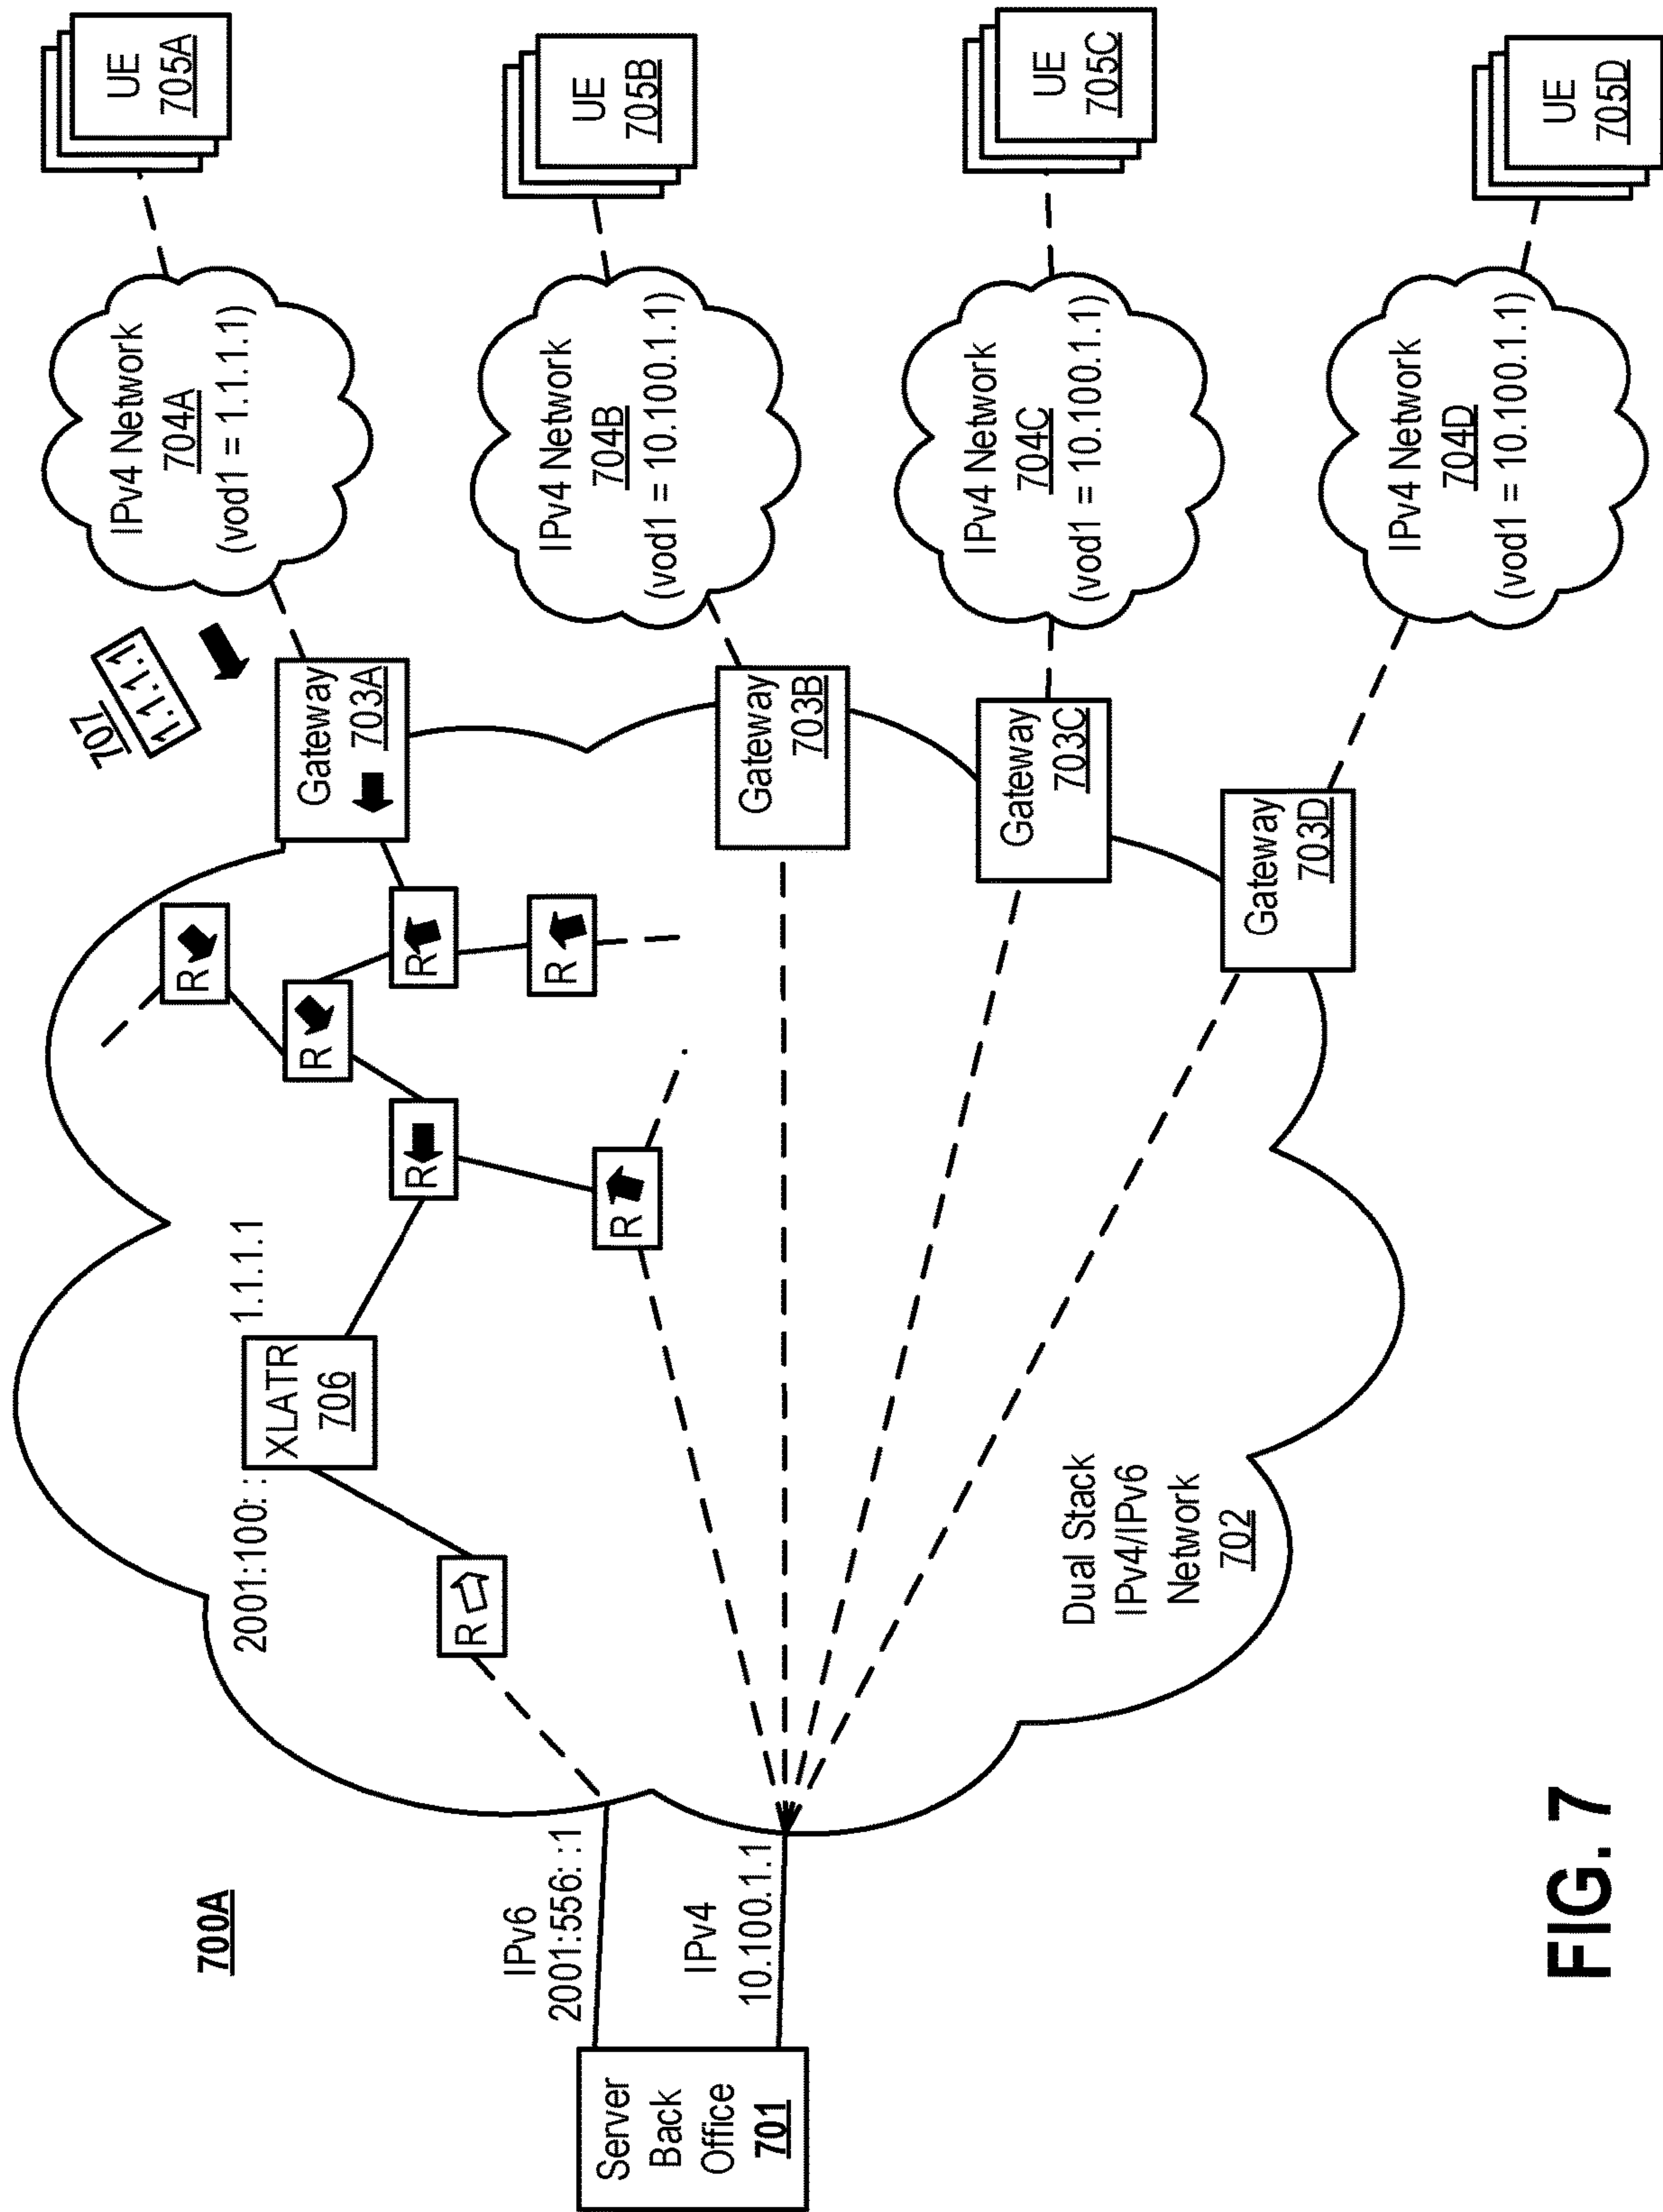 700A
Server
Back
Office
701
IPv6
2001:556: :1
IPv4
10.100.1.1
2001:100: :
XLATR
706
1.1.1.1
R
R
R
R
R
R
R
Dual Stack
IPv4/IPv6
Network
702
707
1.1.1.1
Gateway
703A
Gateway
703B
Gateway
703C
Gateway
703D
IPv4 Network
704A
(vod1 = 1.1.1.1)
IPv4 Network
704B
(vod1 = 10.100.1.1)
IPv4 Network
704C
(vod1 = 10.100.1.1)
IPv4 Network
704D
(vod1 = 10.100.1.1)
UE
705A
UE
705B
UE
705C
UE
705D
FIG. 7